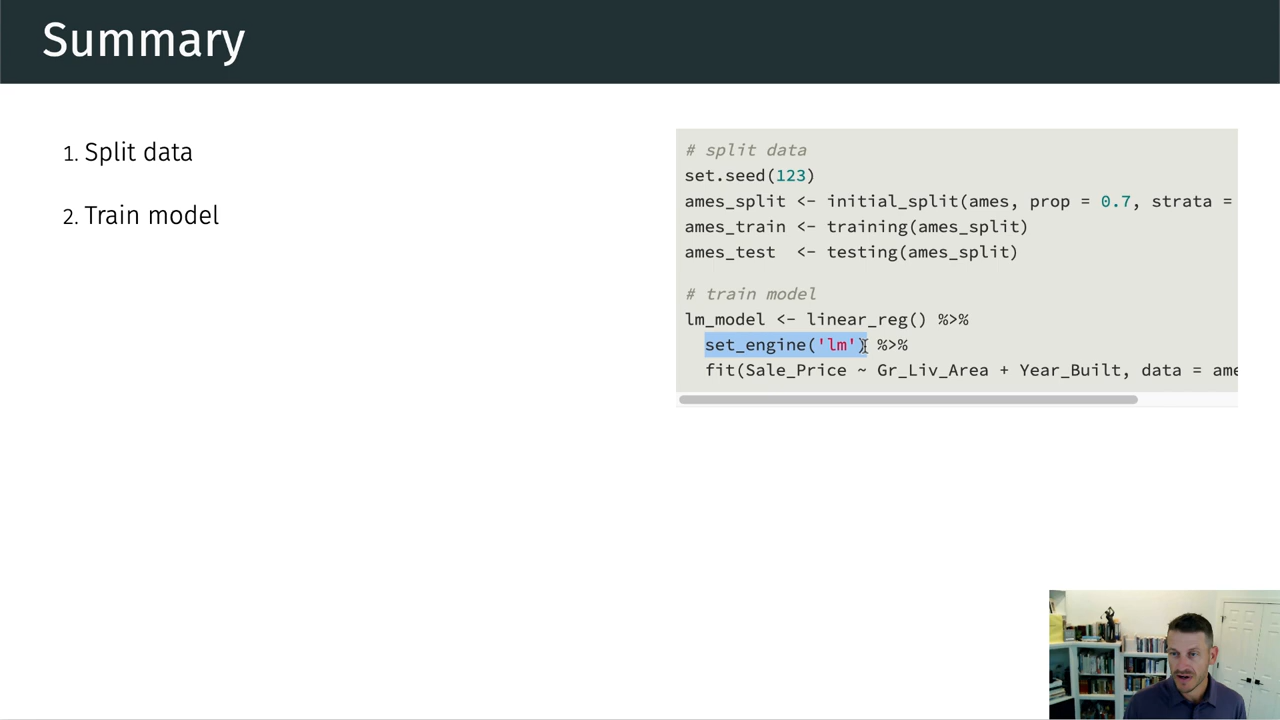 Summary
1. Split data
2. Train model
# split data
set.seed(123)
ames_split <- initial_split(ames, prop = 0.7, strata =
ames_train <- training(ames_split)
ames_test  <- testing(ames_split)
# train model
lm_model <- linear_reg() %>%
  set_engine('lm') %>%
  fit(Sale_Price ~ Gr_Liv_Area + Year_Built, data = ame